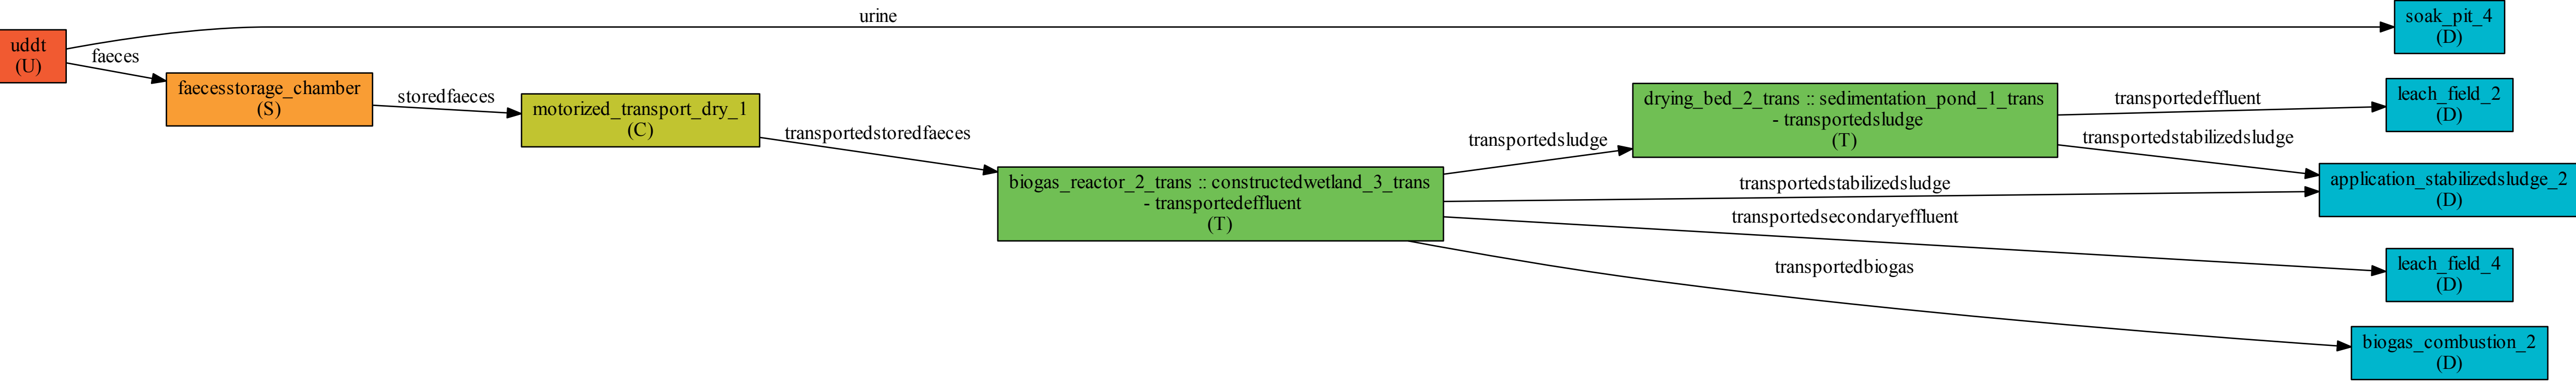 urine
soak_pit_4
(D)
uddt
(U)
faeces
faecesstorage_chamber
(S)
storedfaeces
motorized_transport_dry_1
(C)
transportedstoredfaeces
biogas_reactor_2_trans :: constructedwetland_3_trans
- transportedeffluent
(T)
transportedsludge
drying_bed_2_trans :: sedimentation_pond_1_trans
- transportedsludge
(T)
transportedeffluent
leach_field_2
(D)
transportedstabilizedsludge
transportedstabilizedsludge
application_stabilizedsludge_2
(D)
transportedsecondaryeffluent
leach_field_4
(D)
transportedbiogas
biogas_combustion_2
(D)